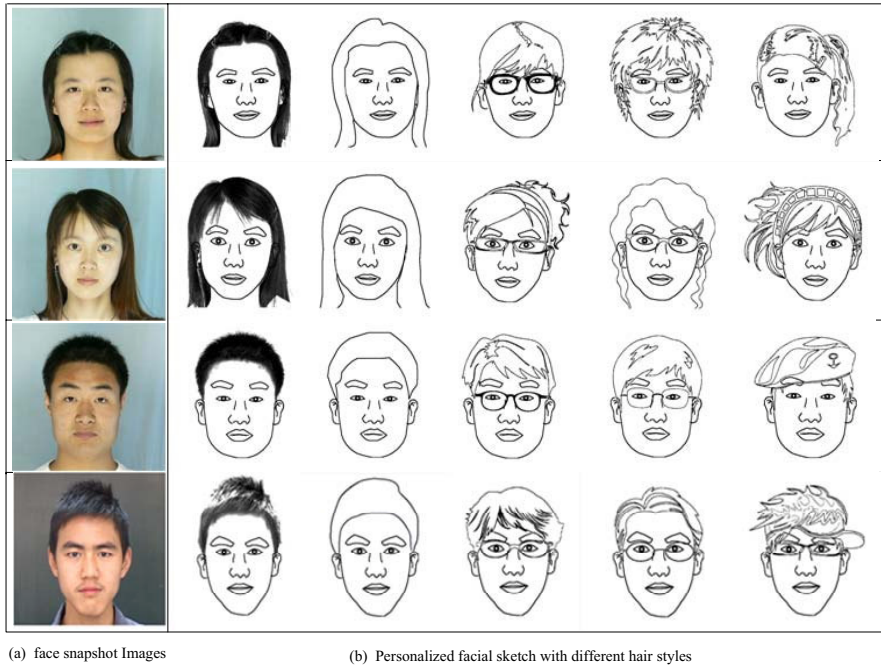 (a) face snapshot Images
(b) Personalized facial sketch with different hair styles